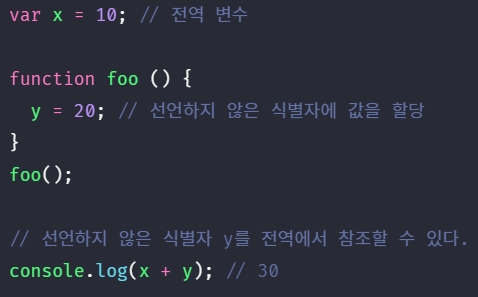 var x = 10; // 전역 변수
function foo () {
  y = 20; // 선언하지 않은 식별자에 값을 할당
}
foo();
// 선언하지 않은 식별자 y를 전역에서 참조할 수 있다.
console.log(x + y); // 30